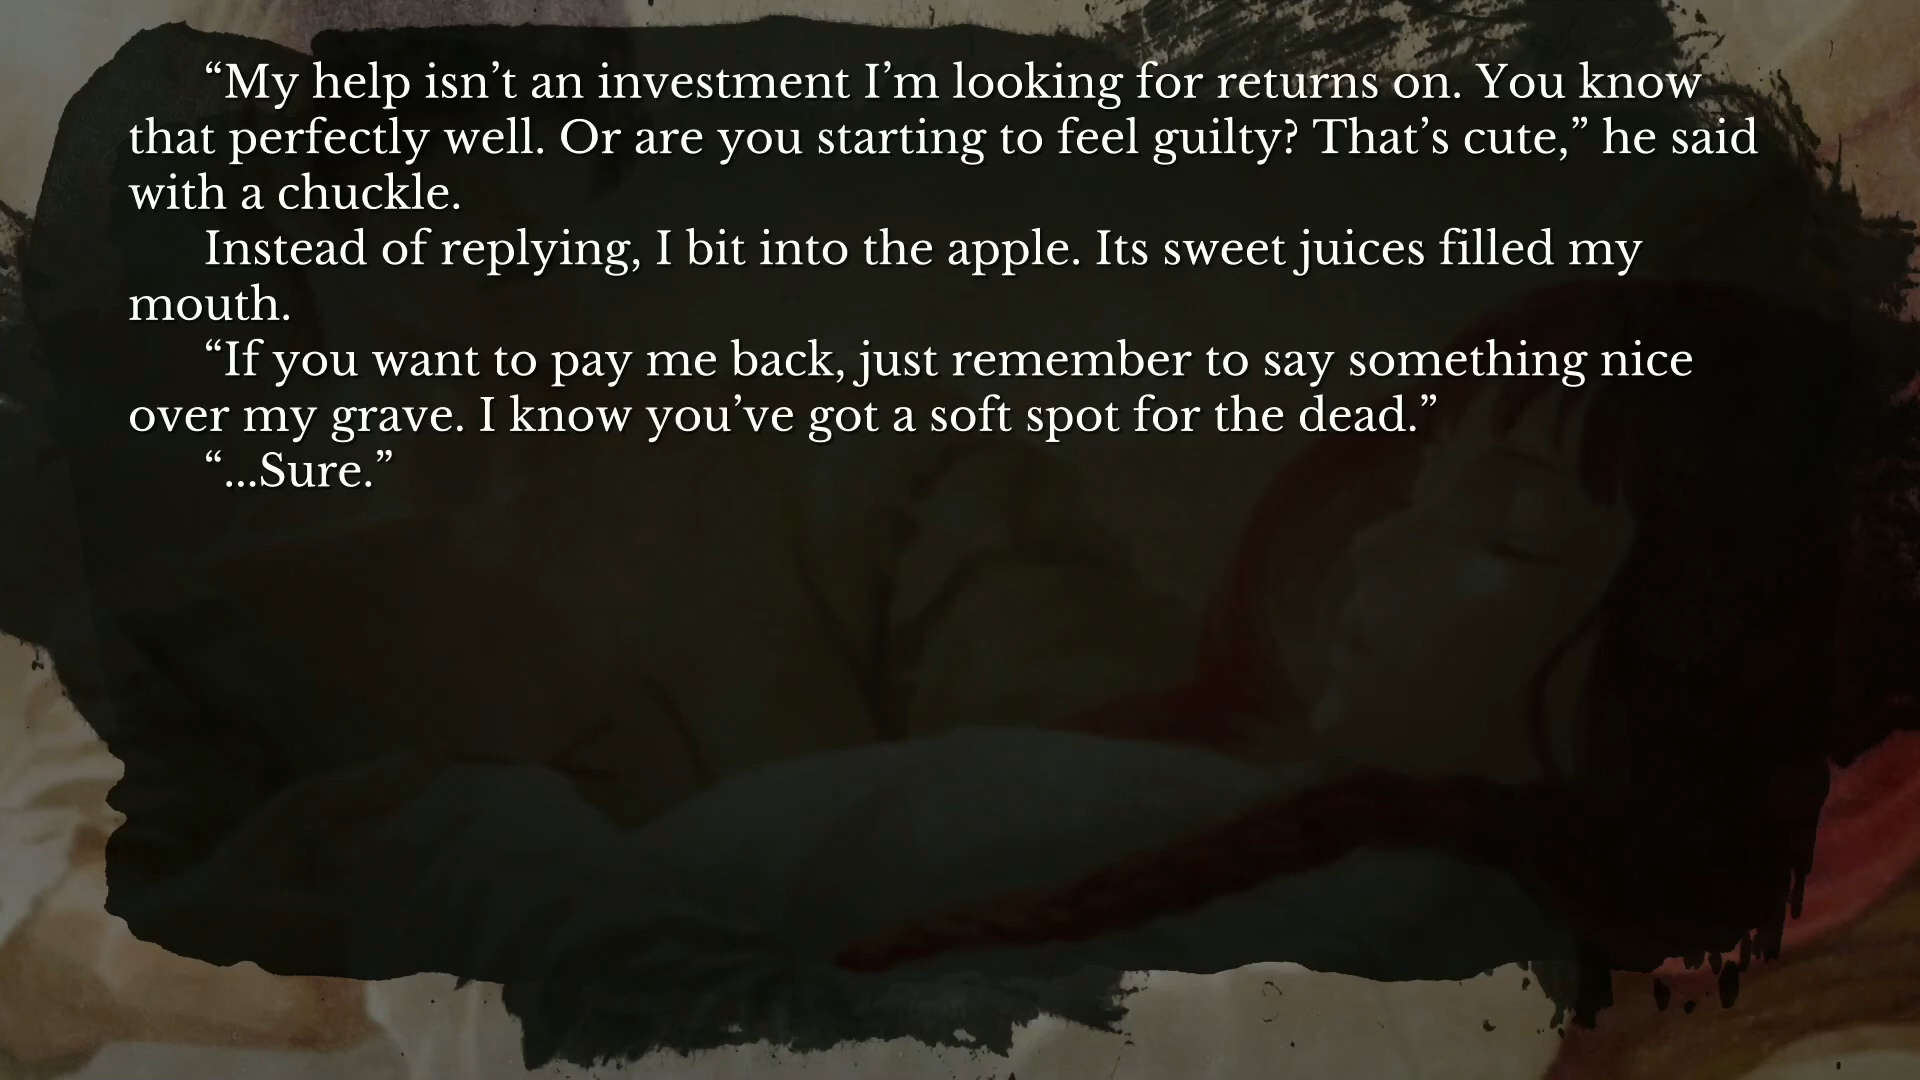 “My help isn’t an investment I’m looking for returns on. You know
that perfectly well. Or are you starting to feel guilty? That’s cute,” he said
with a chuckle.
Instead of replying, I bit into the apple. Its sweet juices filled my
mouth.
“If you want to pay me back, just remember to say something nice
over my grave. I know you’ve got a soft spot for the dead.”
“...Sure.”